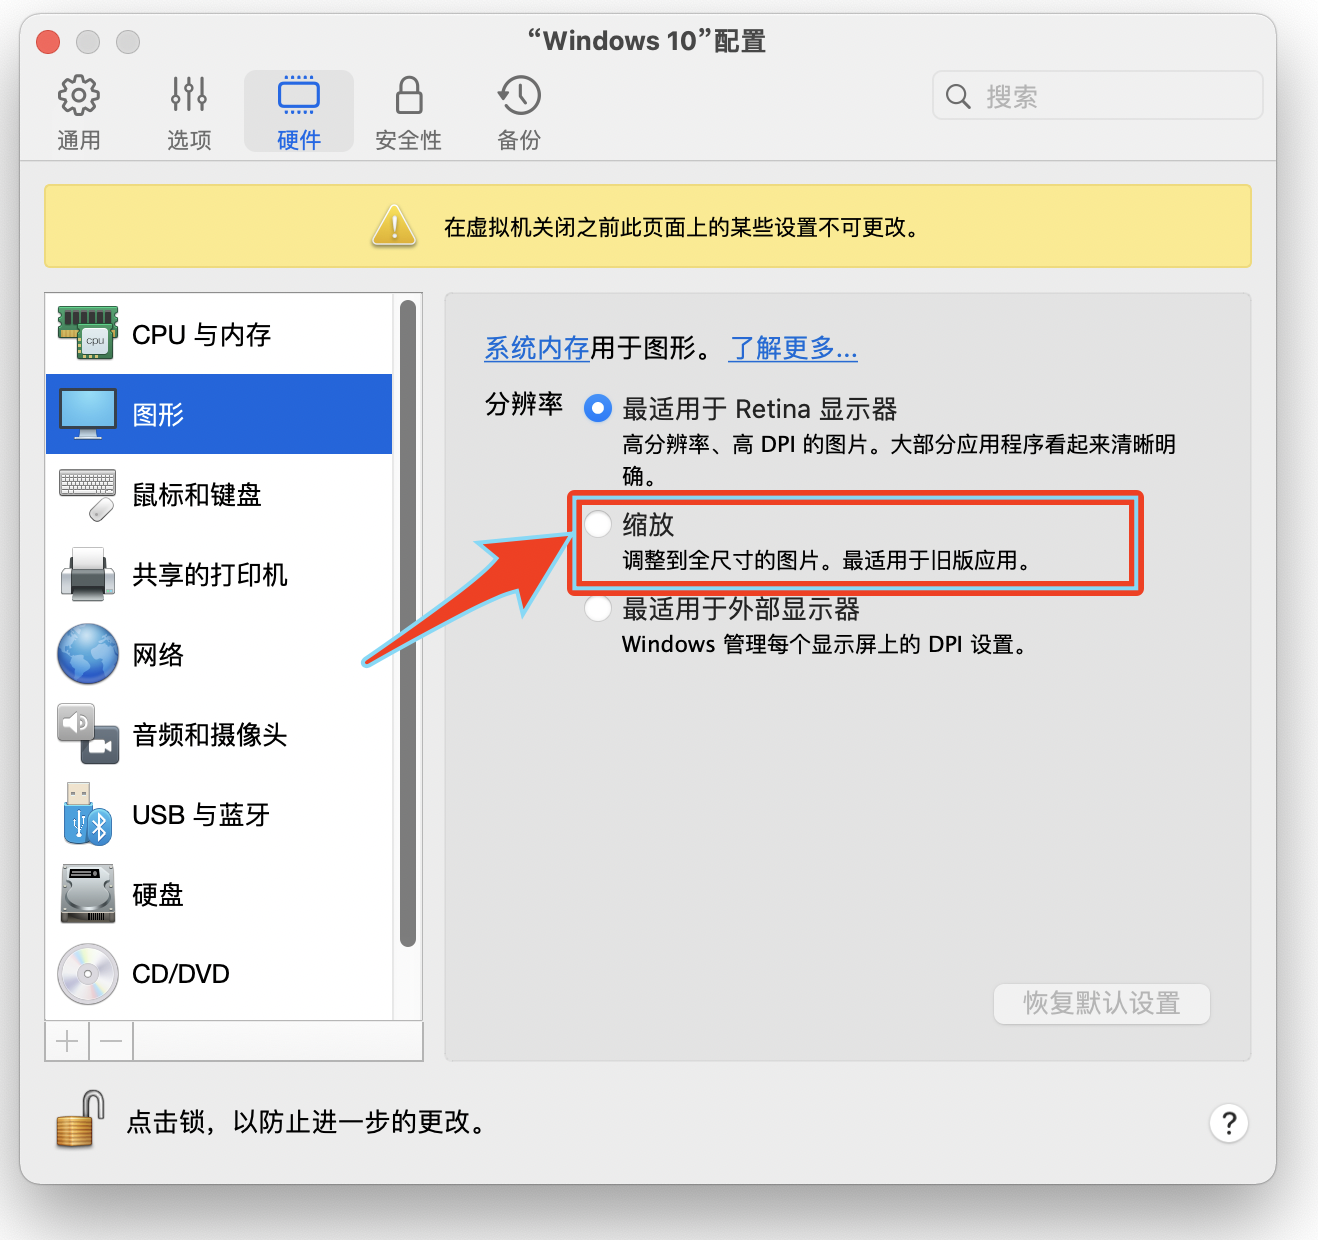 “Windows 10”配置
通用
选项
硬件
安全性
备份
搜索
在虚拟机关闭之前此页面上的某些设置不可更改。
CPU 与内存
cpu
图形
鼠标和键盘
共享的打印机
网络
音频和摄像头
USB 与蓝牙
硬盘
CD/DVD
系统内存用于图形。 了解更多...
分辨率
最适用于 Retina 显示器
高分辨率、高 DPI 的图片。大部分应用程序看起来清晰明
确。
缩放
调整到全尺寸的图片。最适用于旧版应用。
最适用于外部显示器
Windows 管理每个显示屏上的 DPI 设置。
恢复默认设置
点击锁，以防止进一步的更改。
?